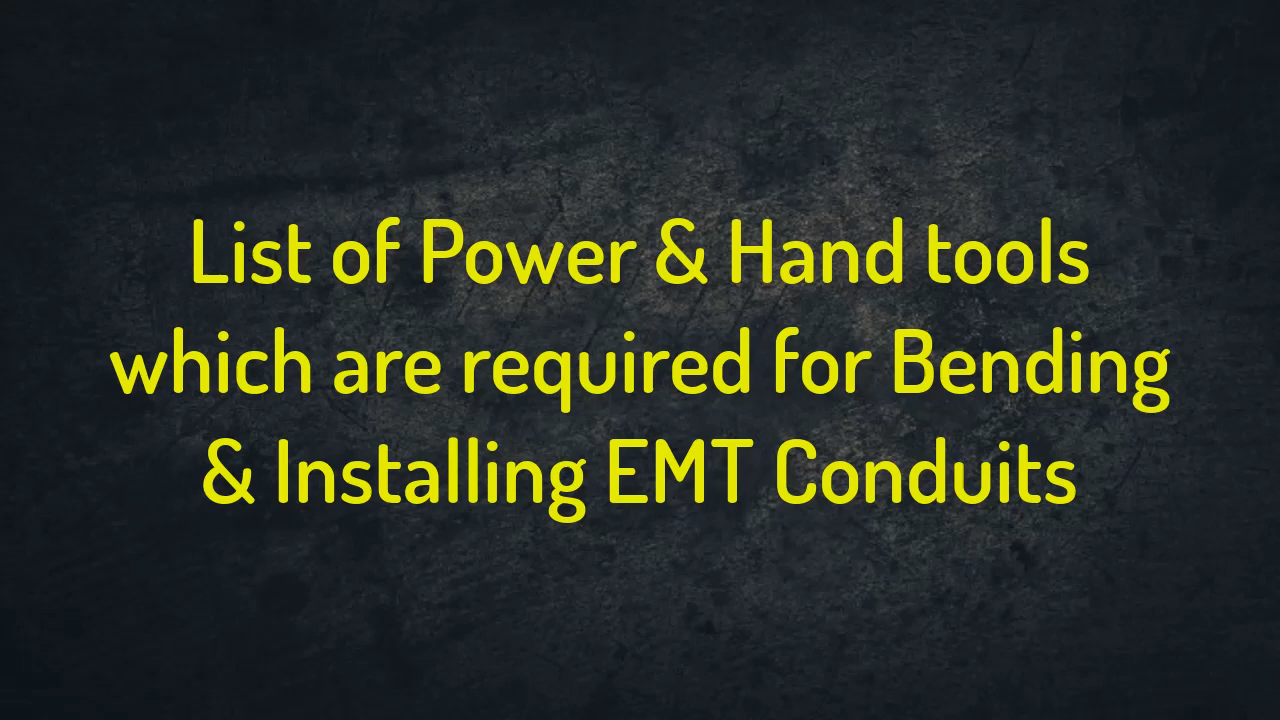 List of Power & Hand tools
which are required for Bending
& Installing EMT Conduits